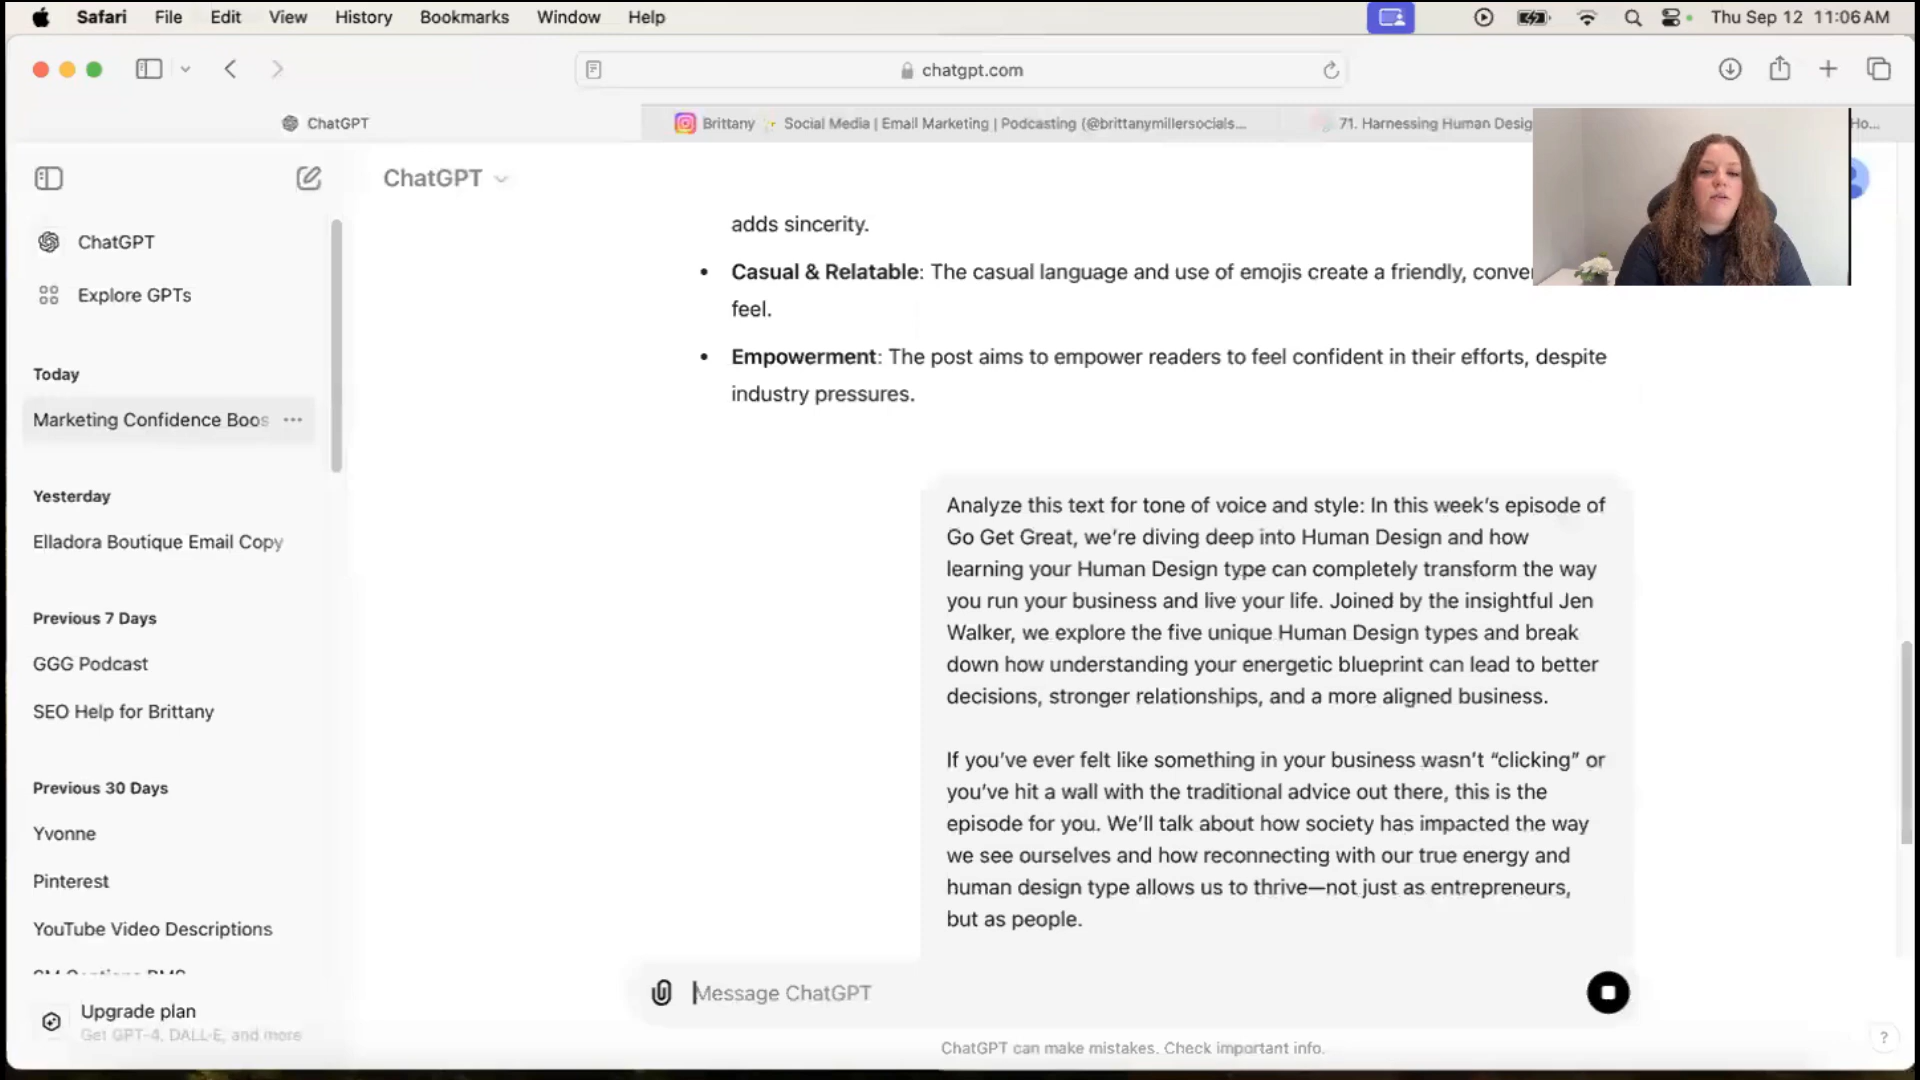 Safari File Edit View History Bookmarks Window Help Thu Sep 12 11:06 AM
chatgpt.com
ChatGPT
Brittany Social Media | Email Marketing | Podcasting (@brittanymillersocials...
71. Harnessing Human Desig
Ho...
ChatGPT
ChatGPT
Explore GPTs
Today
Marketing Confidence Boos
Yesterday
Elladora Boutique Email Copy
Previous 7 Days
GGG Podcast
SEO Help for Brittany
Previous 30 Days
Yvonne
Pinterest
YouTube Video Descriptions
Upgrade plan
Get GPT-4, DALL-E, and more
adds sincerity.
• Casual & Relatable: The casual language and use of emojis create a friendly, conver
feel.
• Empowerment: The post aims to empower readers to feel confident in their efforts, despite
industry pressures.
Analyze this text for tone of voice and style: In this week’s episode of
Go Get Great, we’re diving deep into Human Design and how
learning your Human Design type can completely transform the way
you run your business and live your life. Joined by the insightful Jen
Walker, we explore the five unique Human Design types and break
down how understanding your energetic blueprint can lead to better
decisions, stronger relationships, and a more aligned business.
If you’ve ever felt like something in your business wasn’t “clicking” or
you’ve hit a wall with the traditional advice out there, this is the
episode for you. We’ll talk about how society has impacted the way
we see ourselves and how reconnecting with our true energy and
human design type allows us to thrive—not just as entrepreneurs,
but as people.
Message ChatGPT
ChatGPT can make mistakes. Check important info.
?